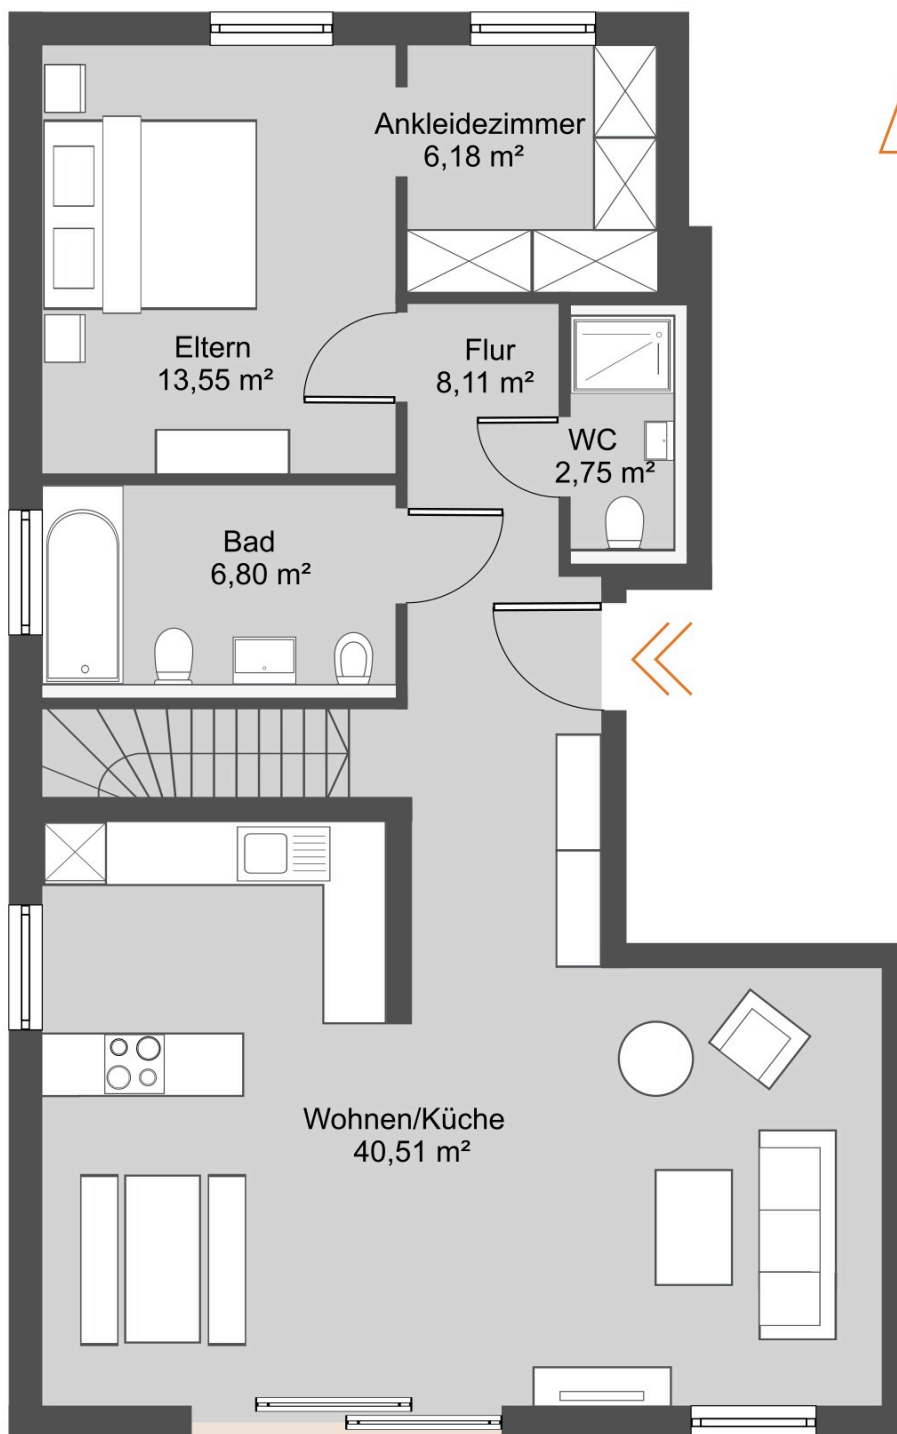 Ankleidezimmer
6,18 m²
Eltern
13,55 m²
Flur
8,11 m²
WC
2,75 m²
Bad
6,80 m²
Wohnen/Küche
40,51 m²